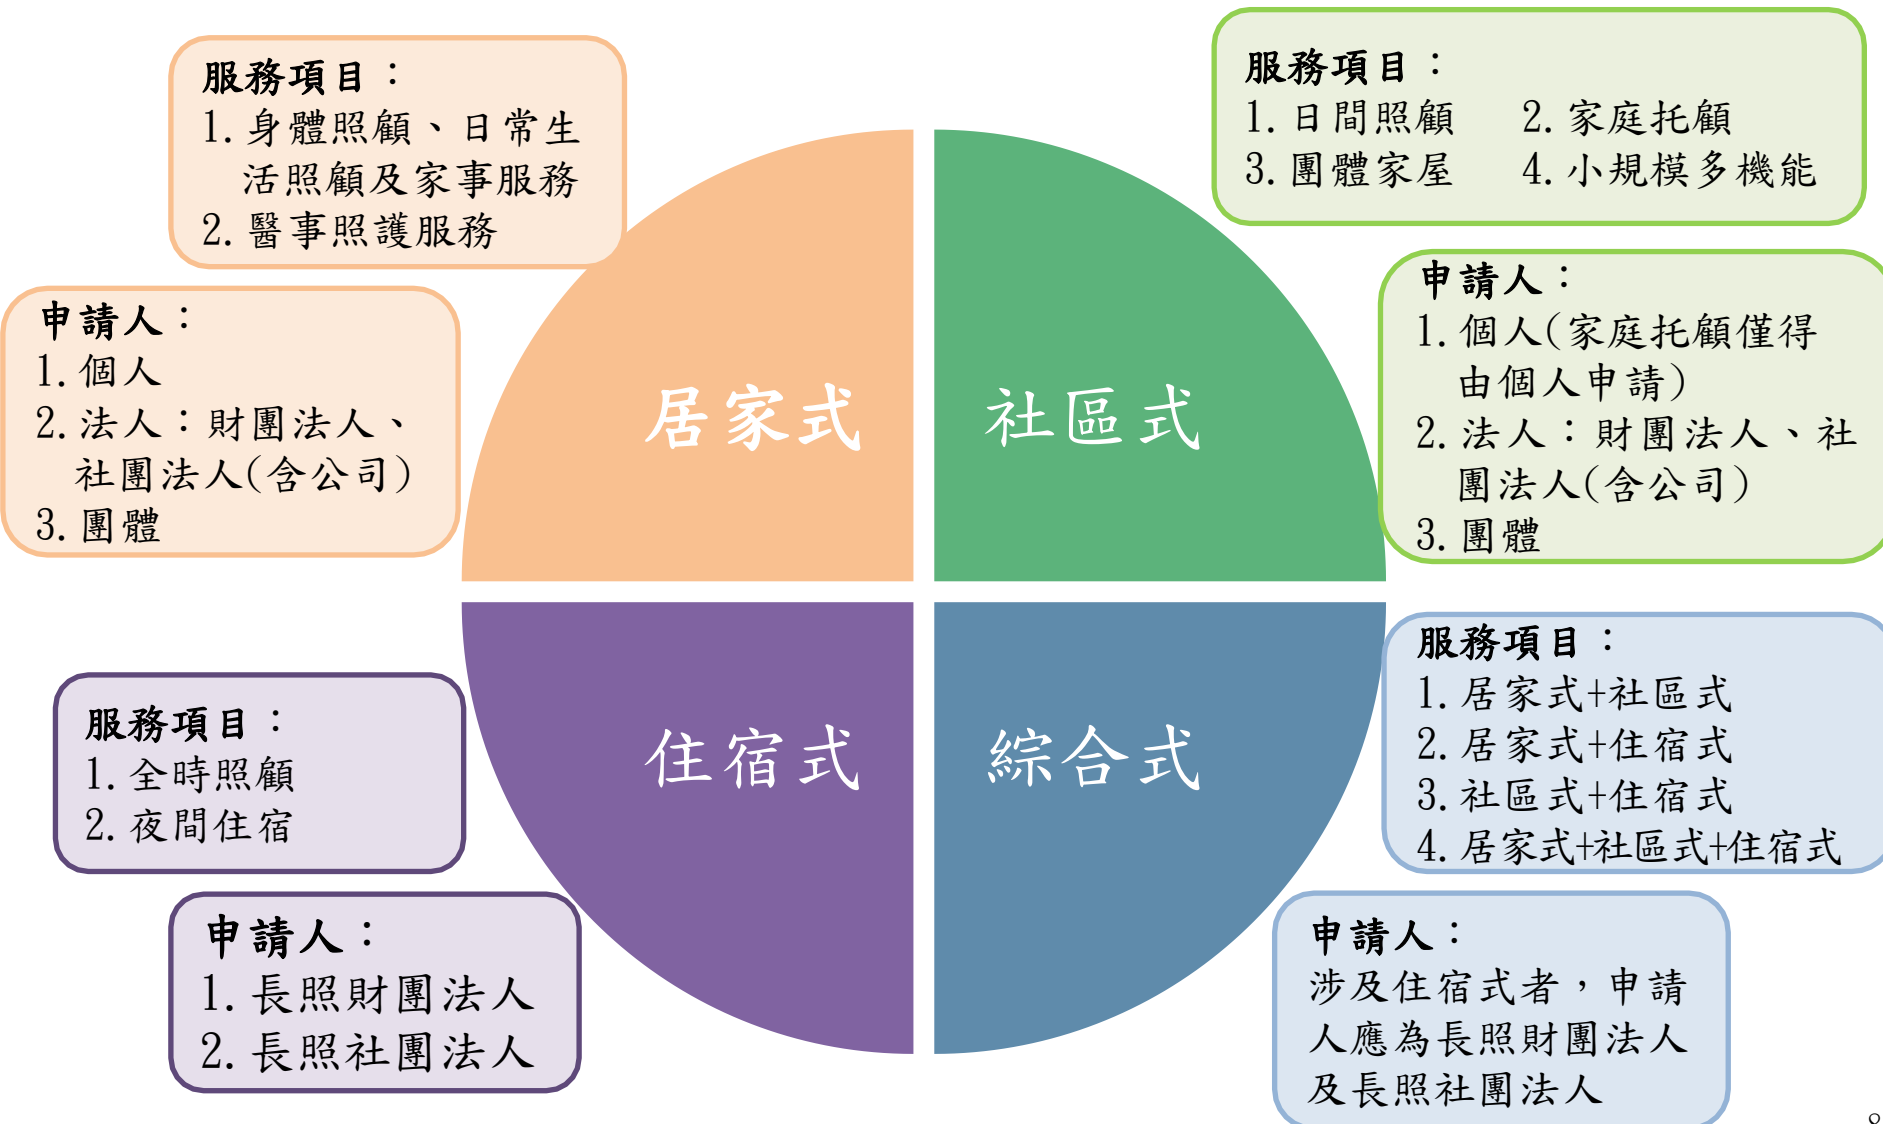 服務項目：
1.身體照顧、日常生
活照顧及家事服務
2.醫事照護服務
申請人：
1.個人
2.法人：財團法人、
社團法人(含公司)
3.團體
居家式
服務項目：
1.日間照顧 2.家庭托顧
3.團體家屋 4.小規模多機能
申請人：
1.個人(家庭托顧僅得
由個人申請)
2.法人：財團法人、社
團法人(含公司)
3.團體
社區式
服務項目：
1.全時照顧
2.夜間住宿
申請人：
1.長照財團法人
2.長照社團法人
住宿式
服務項目：
1.居家式+社區式
2.居家式+住宿式
3.社區式+住宿式
4.居家式+社區式+住宿式
申請人：
涉及住宿式者，申請
人應為長照財團法人
及長照社團法人
綜合式
8